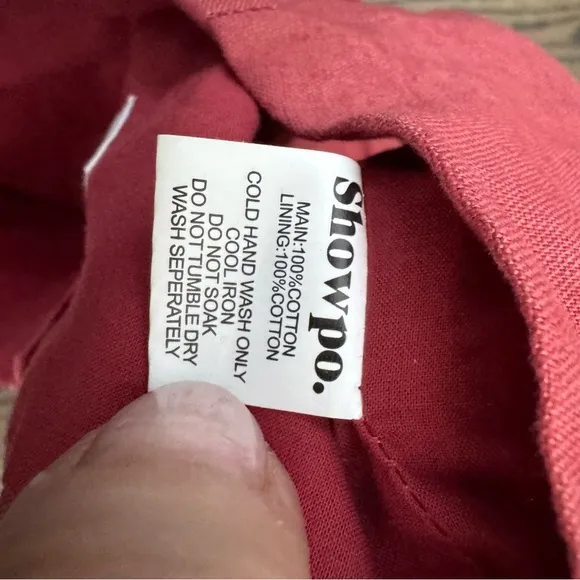 Showpo.
MAIN:100%COTTON
LINING:100%COTTON
COLD HAND WASH ONLY
COOL IRON
DO NOT SOAK
DO NOT TUMBLE DRY
WASH SEPERATELY